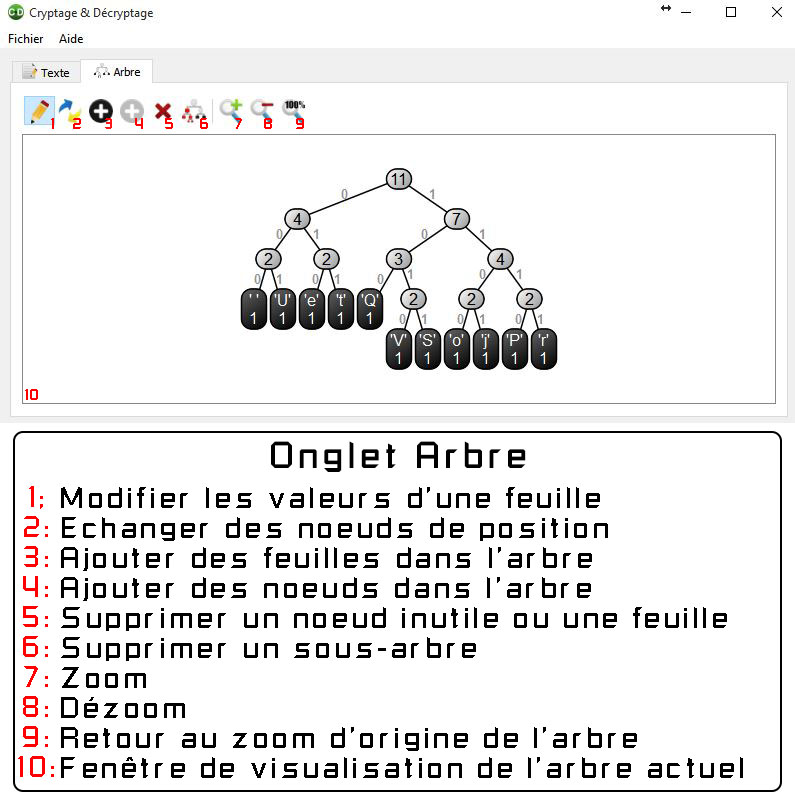 Cryptage & Décryptage
Fichier Aide
Texte Arbre
100%
1 2 3 4 5 6 7 8 9
11
0 1
4 7
0 1 0 1
2 2 3 4
0 1 0 1 0 1 0 1
' ' 'U' 'e' 't' 'Q' 2 2 2
1 1 1 1 1 0 1 0 1 0 1
'V' 'S' 'o' 'j' 'P' 'r'
1 1 1 1 1 1
10
Onglet Arbre
1; Modifier les valeurs d'une feuille
2: Echanger des noeuds de position
3: Ajouter des feuilles dans l'arbre
4: Ajouter des noeuds dans l'arbre
5: Supprimer un noeud inutile ou une feuille
6: Supprimer un sous-arbre
7: Zoom
8: Dézoom
9: Retour au zoom d'origine de l'arbre
10: Fenêtre de visualisation de l'arbre actuel